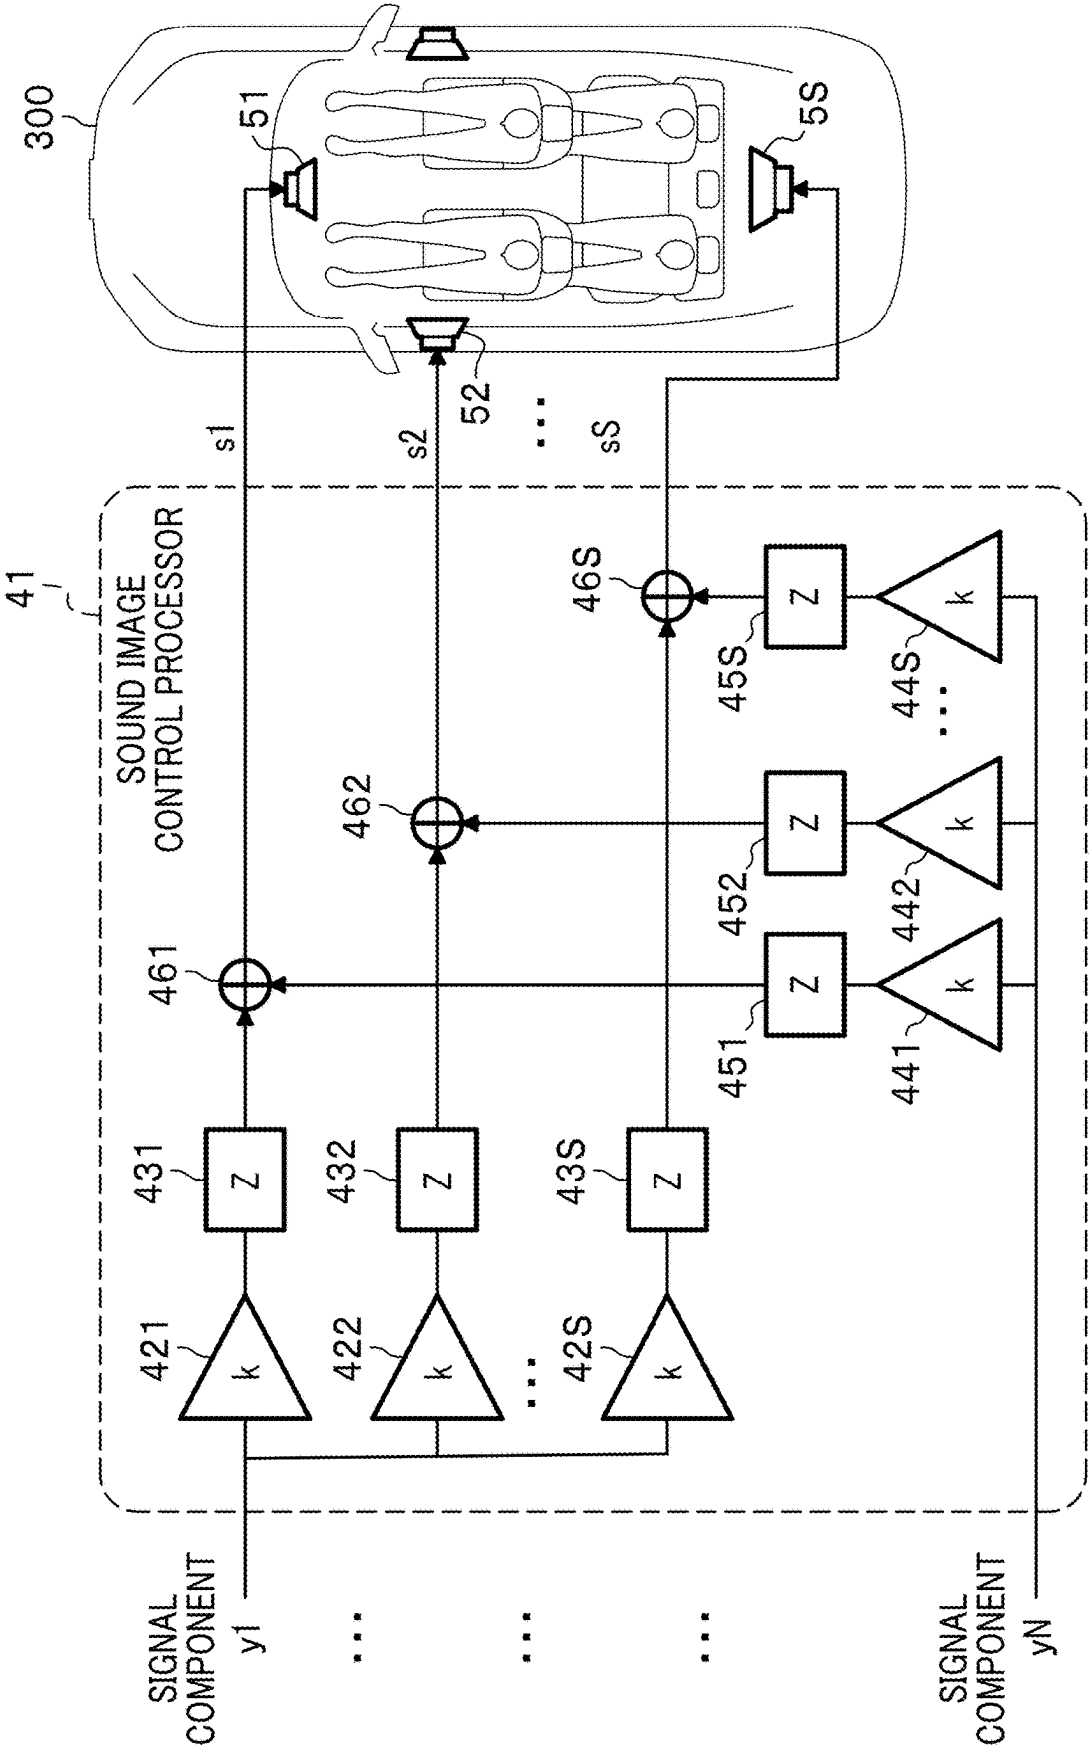 41
SOUND IMAGE
CONTROL PROCESSOR
300
SIGNAL
COMPONENT
y1
421
k
431
Z
461
s1
51
422
k
432
Z
462
s2
52
...
...
...
42S
k
43S
Z
46S
sS
5S
...
...
451
Z
452
Z
45S
Z
441
k
442
k
...
44S
k
SIGNAL
COMPONENT
yN